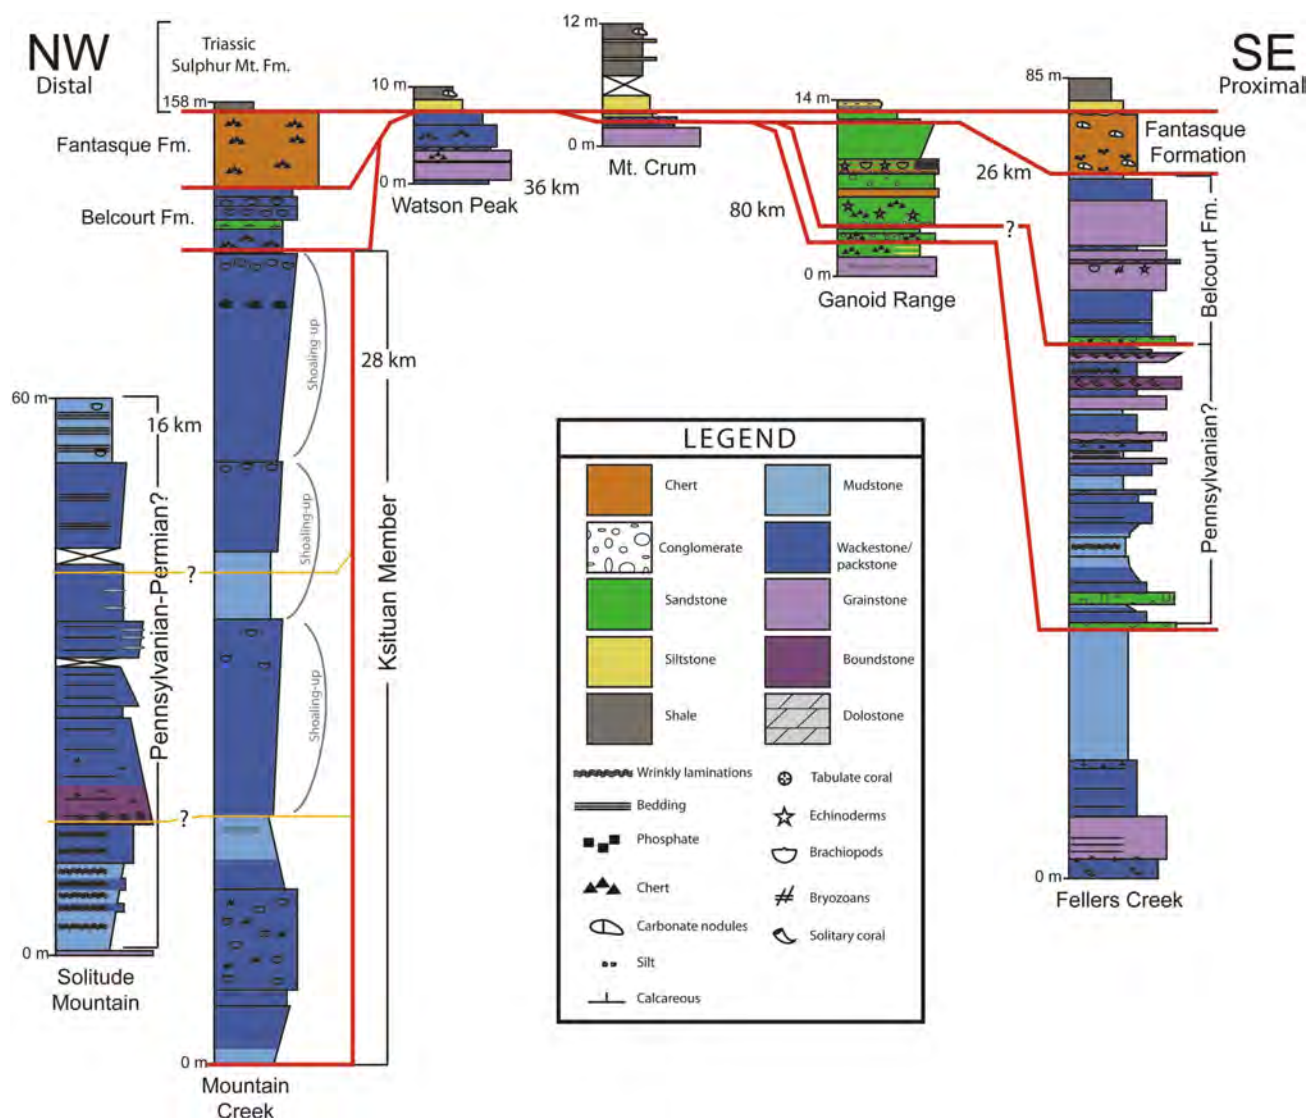 NW
Distal
Triassic
Sulphur Mt. Fm.
158 m
Fantasque Fm.
Belcourt Fm.
10 m
0 m
Watson Peak
36 km
12 m
0 m
Mt. Crum
14 m
0 m
Ganoid Range
80 km
26 km
?
SE
Proximal
85 m
Fantasque
Formation
Belcourt Fm.
Pennsylvanian?
0 m
Fellers Creek
28 km
Ksituan Member
Shoaling-up
Shoaling-up
Shoaling-up
?
?
60 m
16 km
Pennsylvanian-Permian?
0 m
Solitude
Mountain
0 m
Mountain
Creek
LEGEND
Chert
Mudstone
Conglomerate
Wackestone/
packstone
Sandstone
Grainstone
Siltstone
Boundstone
Shale
Dolostone
Wrinkly laminations
Tabulate coral
Bedding
Echinoderms
Phosphate
Brachiopods
Chert
Bryozoans
Carbonate nodules
Solitary coral
Silt
Calcareous